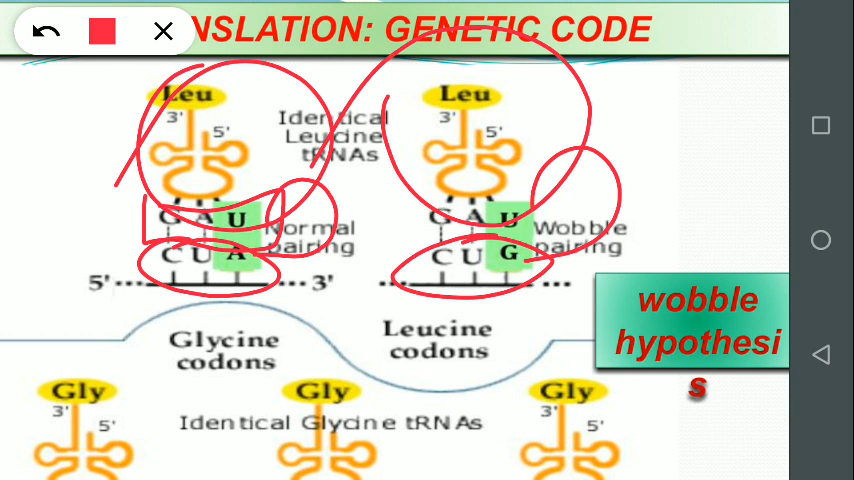 NSLATION: GENETIC CODE
Leu
3'
5'
Identical
Leucine
tRNAs
Leu
3'
5'
G A U
Normal
pairing
C U A
5'
3'
G A U
Wobble
pairing
C U G
wobble
hypothesi
s
Glycine
codons
Leucine
codons
Gly
3'
5'
Gly
Gly
3'
5'
Identical Glycine tRNAs